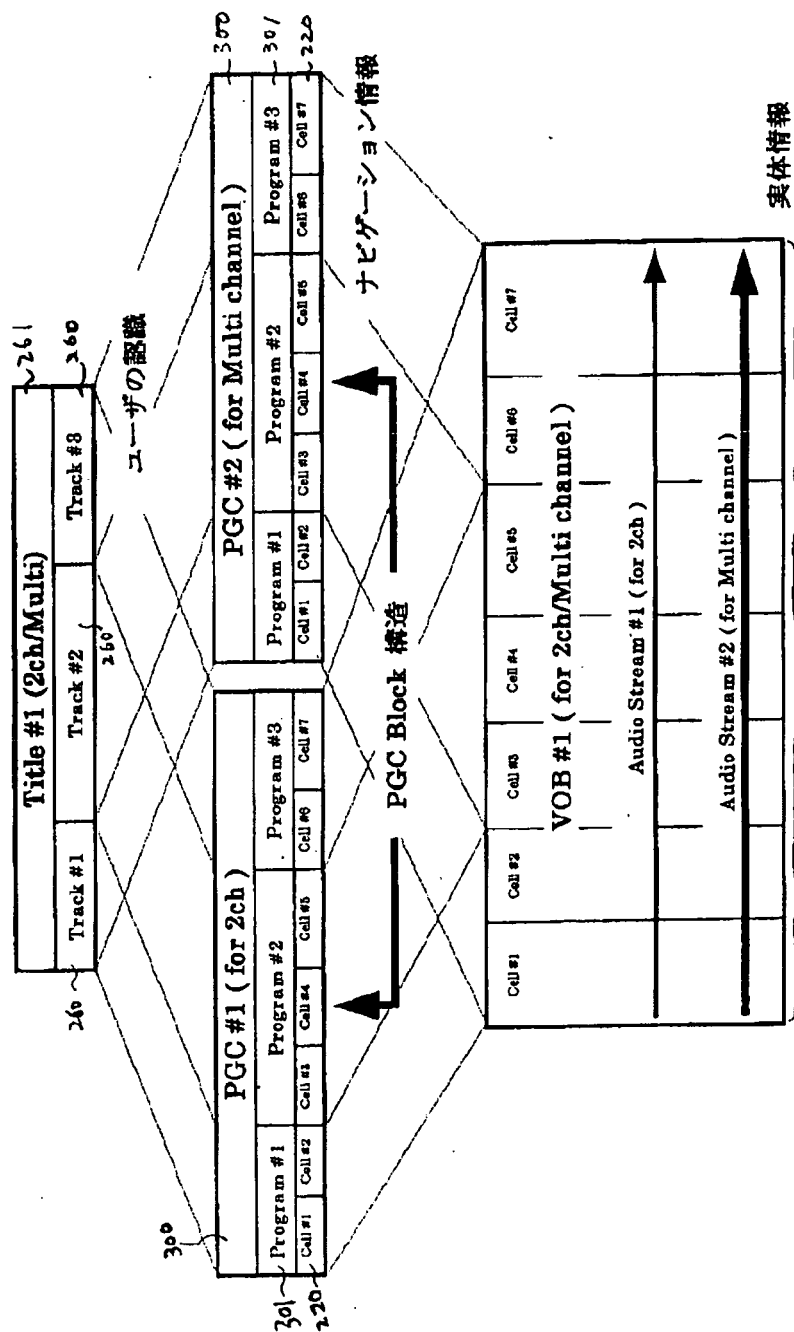 Title #1 (2ch/Multi)
261
Track #1
Track #2
Track #3
260
260
260
ユーザの認識
300
PGC #1 ( for 2ch )
301
Program #1
Program #2
Program #3
220
Cell #1
Cell #2
Cell #3
Cell #4
Cell #5
Cell #6
Cell #7
PGC #2 ( for Multi channel )
300
Program #1
Program #2
Program #3
301
Cell #1
Cell #2
Cell #3
Cell #4
Cell #5
Cell #6
Cell #7
220
PGC Block 構造
ナビゲーション情報
Cell #1
Cell #2
Cell #3
Cell #4
Cell #5
Cell #6
Cell #7
VOB #1 ( for 2ch/Multi channel )
Audio Stream #1 ( for 2ch )
Audio Stream #2 ( for Multi channel )
実体情報